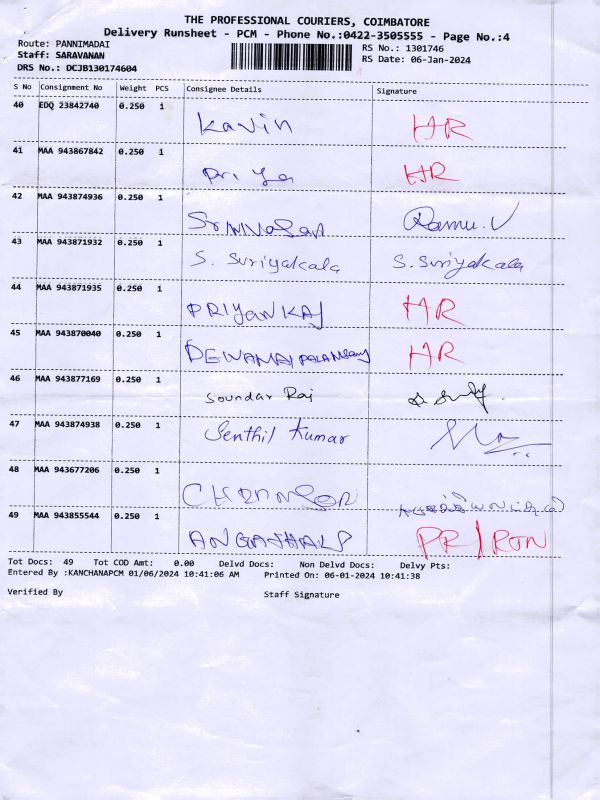 THE PROFESSIONAL COURIERS, COIMBATORE
Delivery Runsheet - PCM - Phone No.:0422-3505555 - Page No.:4
Route: PANNIMADAI
RS No.: 1301746
Staff: SARAVANAN
RS Date: 06-Jan-2024
DRS No.: DCJB130174604
S No Consignment No Weight PCS Consignee Details Signature
40 EDQ 23842740 0.250 1 Kavin HR
41 MAA 943867842 0.250 1 Priya HR
42 MAA 943874936 0.250 1 Srinivasan Ramu.V
43 MAA 943871932 0.250 1 S. Suriyakala S. Suriyakala
44 MAA 943871935 0.250 1 PRIYANKA HR
45 MAA 943870040 0.250 1 HR
46 MAA 943877169 0.250 1 Soundar Raj
47 MAA 943874938 0.250 1 Senthil Kumar
48 MAA 943677206 0.250 1
49 MAA 943855544 0.250 1 PR/RTN
Tot Docs: 49 Tot COD Amt: 0.00 Delvd Docs: Non Delvd Docs: Delvy Pts:
Entered By :KANCHANAPCM 01/06/2024 10:41:06 AM Printed On: 06-01-2024 10:41:38
Verified By Staff Signature